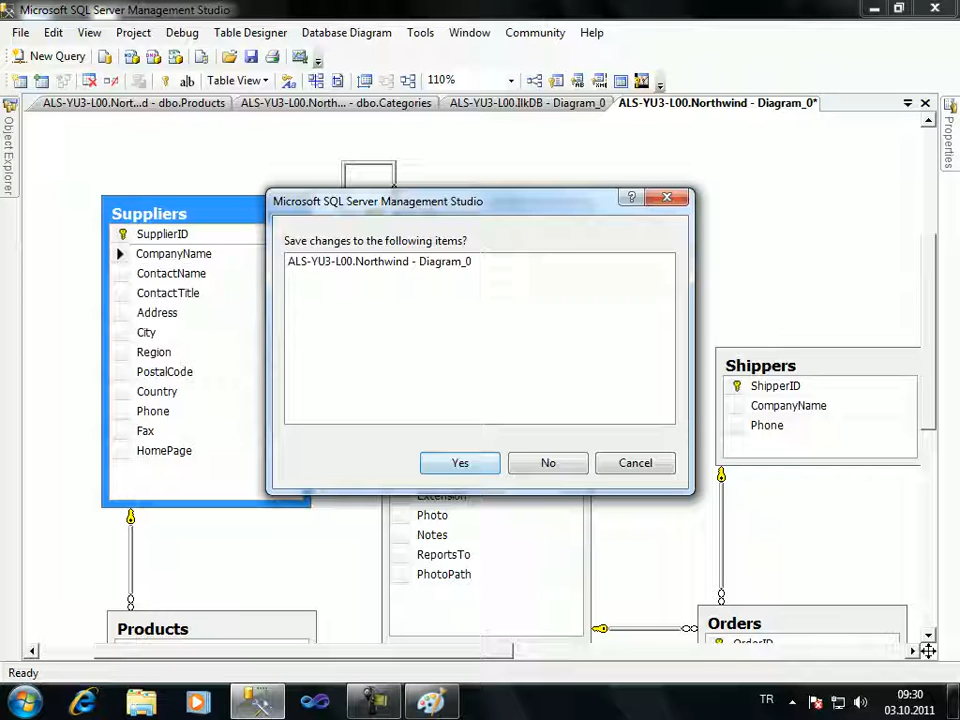 Microsoft SQL Server Management Studio
File Edit View Project Debug Table Designer Database Diagram Tools Window Community Help
New Query
Table View 110%
ALS-YU3-L00.Nort...d - dbo.Products ALS-YU3-L00.North... - dbo.Categories ALS-YU3-L00.IlkDB - Diagram_0 ALS-YU3-L00.Northwind - Diagram_0*
Object Explorer
Properties
Suppliers
SupplierID
CompanyName
ContactName
ContactTitle
Address
City
Region
PostalCode
Country
Phone
Fax
HomePage
Microsoft SQL Server Management Studio
Save changes to the following items?
ALS-YU3-L00.Northwind - Diagram_0
Yes No Cancel
Shippers
ShipperID
CompanyName
Phone
Extension
Photo
Notes
ReportsTo
PhotoPath
Products
Orders
OrderID
Ready
TR
09:30
03.10.2011